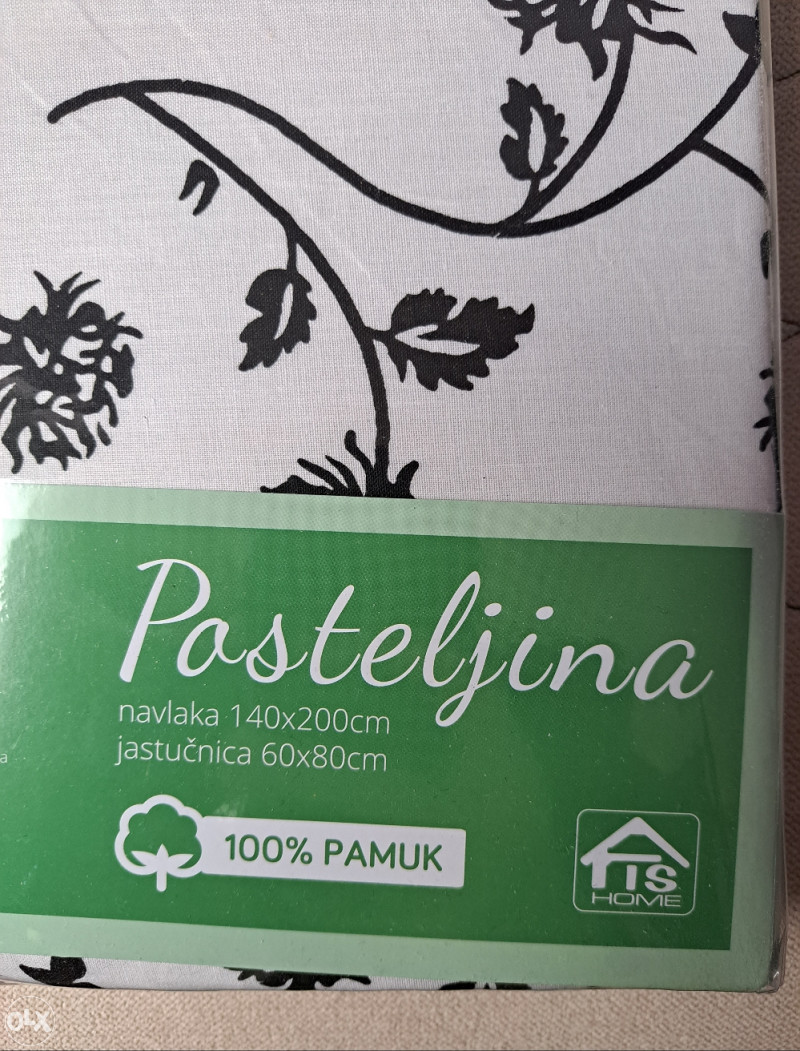 Posteljina
navlaka 140x200cm
jastučnica 60x80cm
a
100% PAMUK
FIS
HOME
OLX